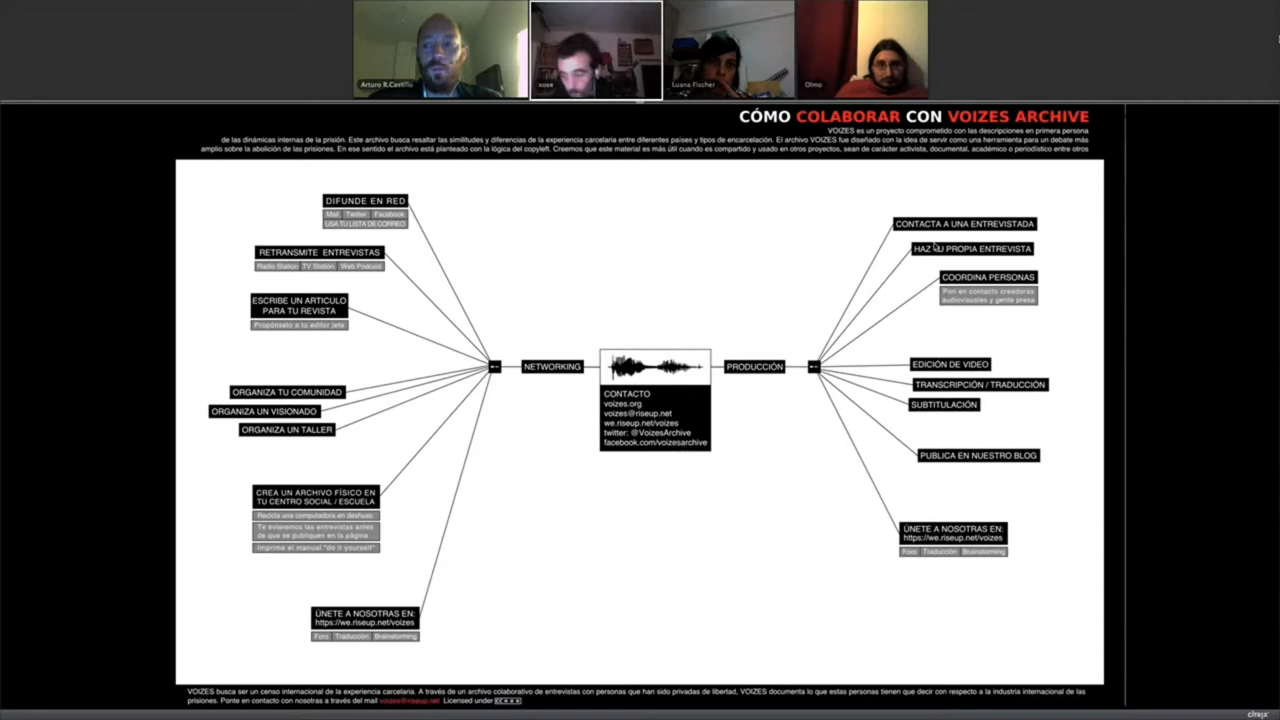 Arturo R.Castillo
xose
Luana Fischer
Olmo
CÓMO COLABORAR CON VOIZES ARCHIVE
VOIZES es un proyecto comprometido con las descripciones en primera persona
de las dinámicas internas de la prisión. Este archivo busca resaltar las similitudes y diferencias de la experiencia carcelaria entre diferentes países y tipos de encarcelación. El archivo VOIZES fue diseñado con la idea de servir como una herramienta para un debate más
amplio sobre la abolición de las prisiones. En ese sentido el archivo está planteado con la lógica del copyleft. Creemos que este material es más útil cuando es compartido y usado en otros proyectos, sean de carácter activista, documental, académico o periodístico entre otros
DIFUNDE EN RED
Mail Twitter Facebook
USA TU LISTA DE CORREO
RETRANSMITE ENTREVISTAS
Radio Station TV Station Web Podcast
ESCRIBE UN ARTICULO
PARA TU REVISTA
Propónselo a tu editor jefe
ORGANIZA TU COMUNIDAD
ORGANIZA UN VISIONADO
ORGANIZA UN TALLER
CREA UN ARCHIVO FÍSICO EN
TU CENTRO SOCIAL / ESCUELA
Recicla una computadora en deshuso
Te eviaremos las entrevistas antes
de que se publiquen en la página
Imprime el manual "do it yourself"
ÚNETE A NOSOTRAS EN:
https://we.riseup.net/voizes
Foro Traducción Brainstorming
NETWORKING
CONTACTO
voizes.org
voizes@riseup.net
we.riseup.net/voizes
twitter: @VoizesArchive
facebook.com/voizesarchive
PRODUCCIÓN
CONTACTA A UNA ENTREVISTADA
HAZ TU PROPIA ENTREVISTA
COORDINA PERSONAS
Pon en contacto creadoras
audiovisuales y gente presa
EDICIÓN DE VIDEO
TRANSCRIPCIÓN / TRADUCCIÓN
SUBTITULACIÓN
PUBLICA EN NUESTRO BLOG
ÚNETE A NOSOTRAS EN:
https://we.riseup.net/voizes
Foro Traducción Brainstorming
VOIZES busca ser un censo internacional de la experiencia carcelaria. A través de un archivo colaborativo de entrevistas con personas que han sido privadas de libertad, VOIZES documenta lo que estas personas tienen que decir con respecto a la industria internacional de las
prisiones. Ponte en contacto con nosotras a través del mail voizes@riseup.net Licensed under
CITRIX